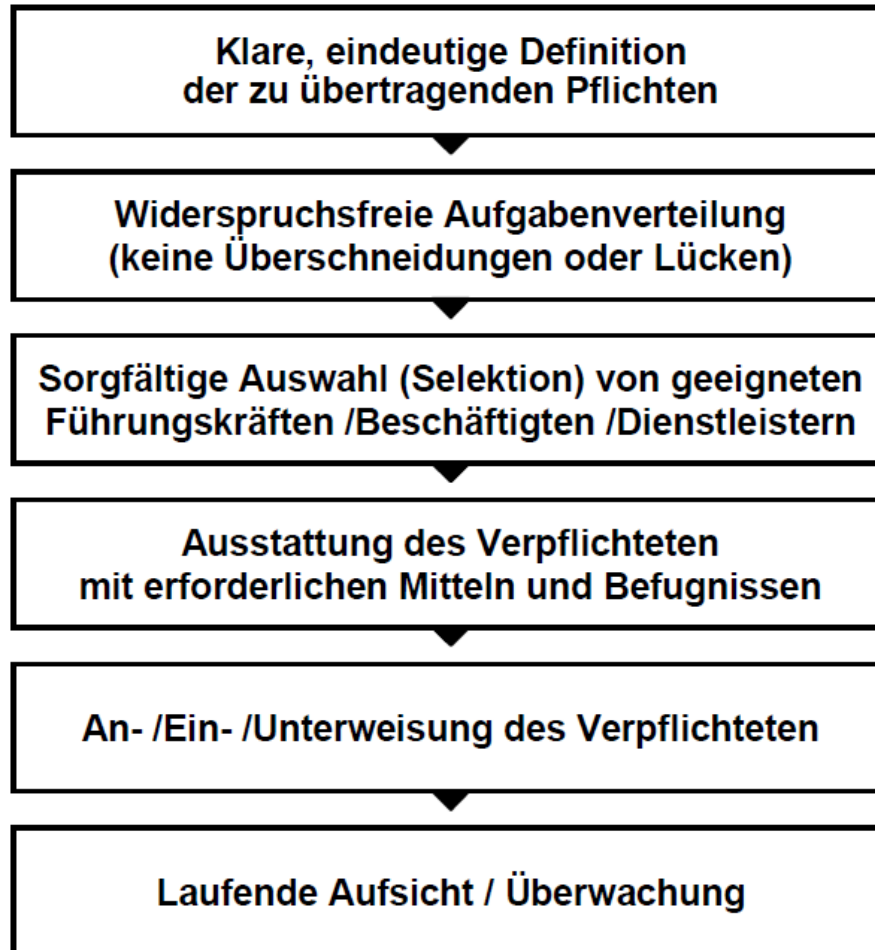 Klare, eindeutige Definition
der zu übertragenden Pflichten
Widerspruchsfreie Aufgabenverteilung
(keine Überschneidungen oder Lücken)
Sorgfältige Auswahl (Selektion) von geeigneten
Führungskräften /Beschäftigten /Dienstleistern
Ausstattung des Verpflichteten
mit erforderlichen Mitteln und Befugnissen
An- /Ein- /Unterweisung des Verpflichteten
Laufende Aufsicht / Überwachung